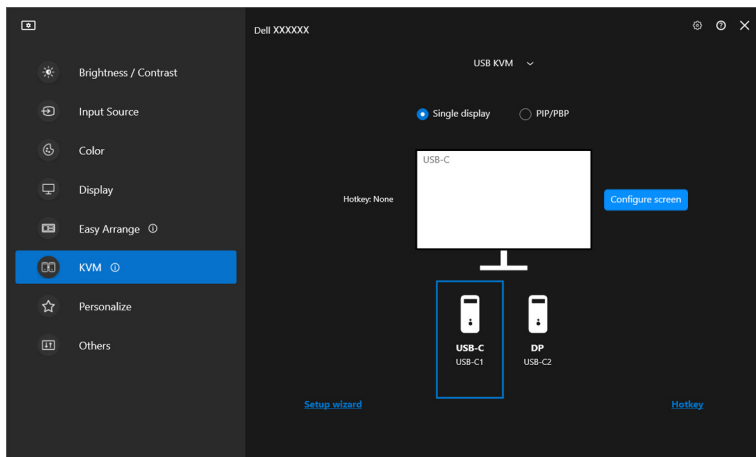 Dell XXXXXX
Brightness / Contrast
Input Source
Color
Display
Easy Arrange
KVM
Personalize
Others
USB KVM
Single display
PIP/PBP
USB-C
Hotkey: None
Configure screen
USB-C
USB-C1
DP
USB-C2
Setup wizard
Hotkey